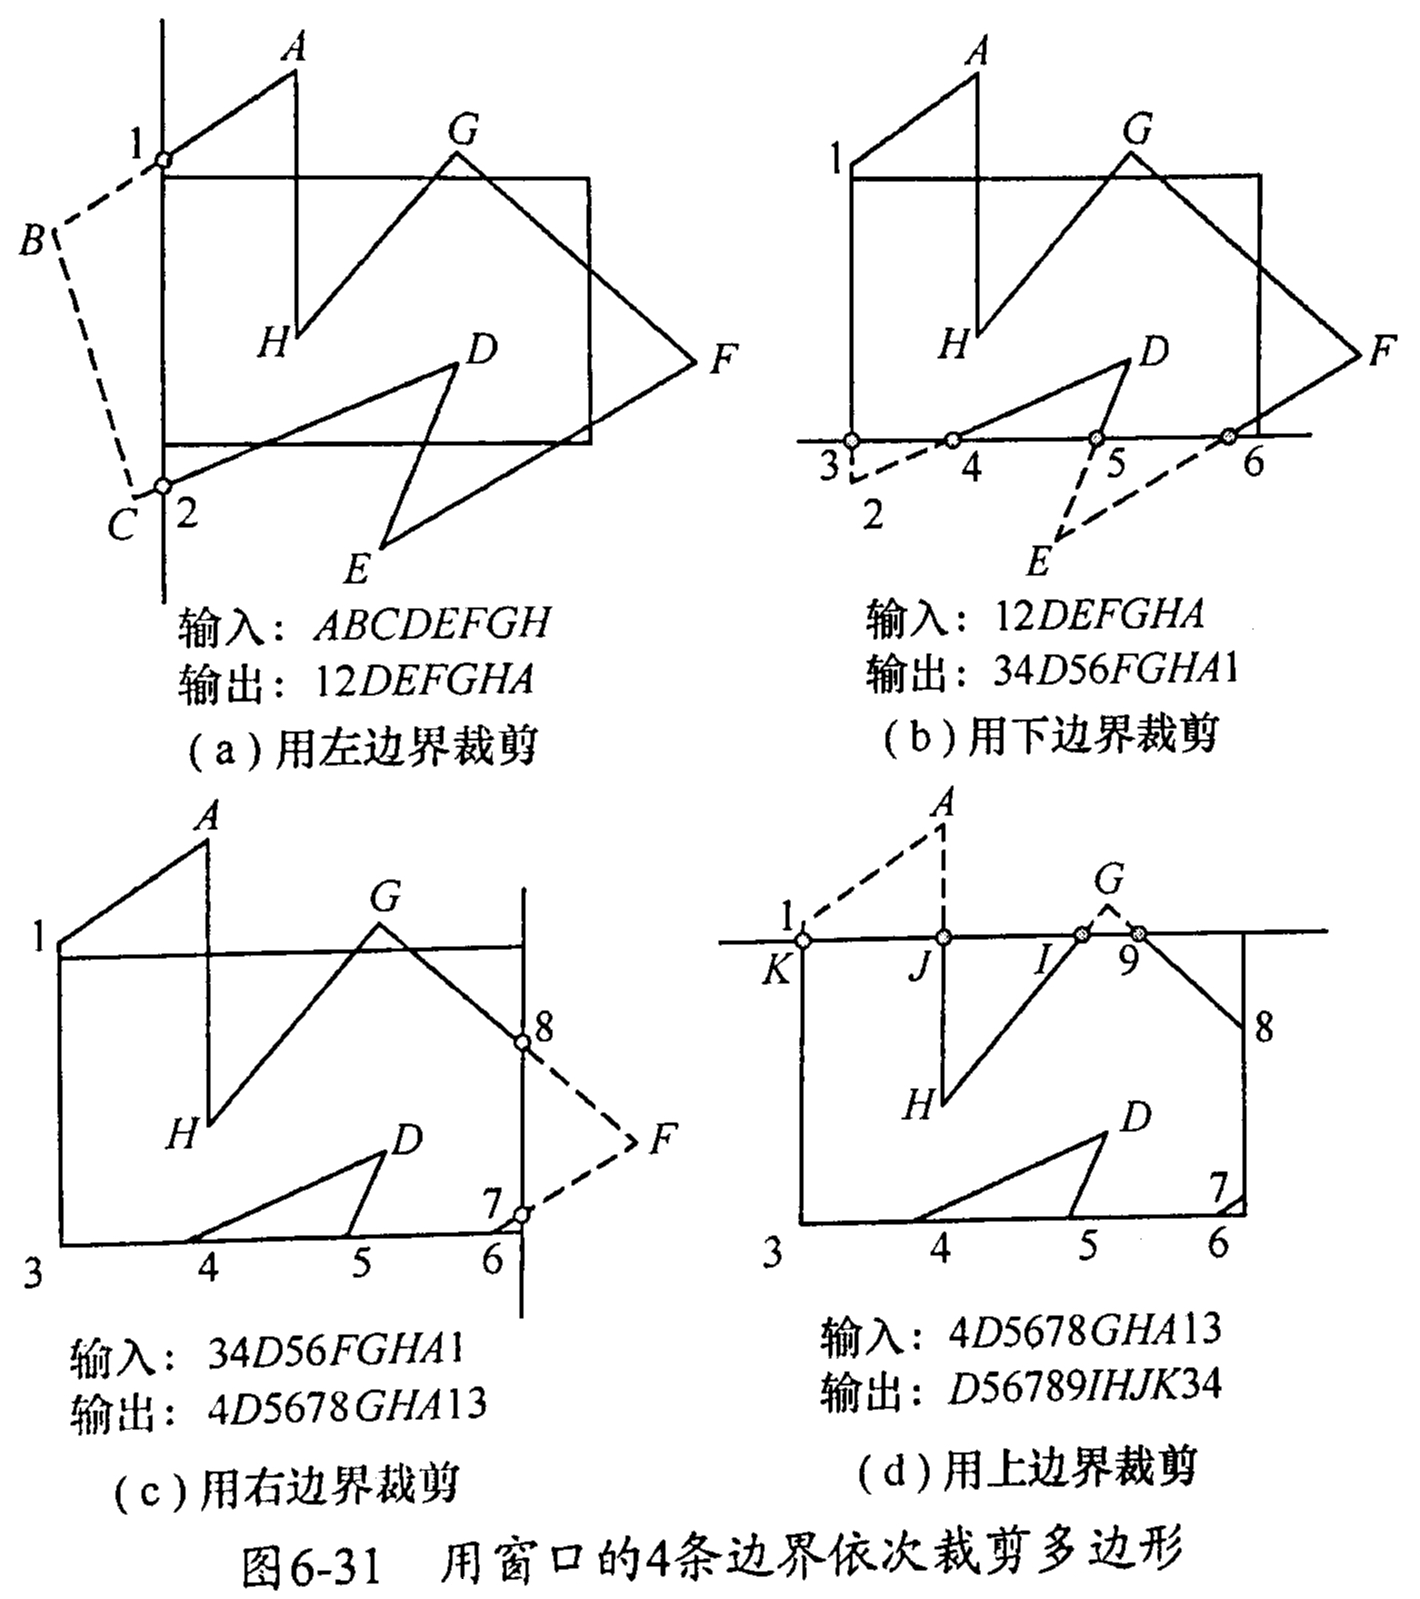 A
1
G
B
H
D
F
C
2
E
输入: ABCDEFGH
输出: 12DEFGHA
(a)用左边界裁剪
A
G
1
H
D
F
3
4
5
6
2
E
输入: 12DEFGHA
输出: 34D56FGHA1
(b)用下边界裁剪
A
G
1
8
H
D
F
7
3
4
5
6
输入: 34D56FGHA1
输出: 4D5678GHA13
(c)用右边界裁剪
A
G
1
K
J
I
9
8
H
D
7
3
4
5
6
输入: 4D5678GHA13
输出: D56789IHJK34
(d)用上边界裁剪
图6-31 用窗口的4条边界依次裁剪多边形